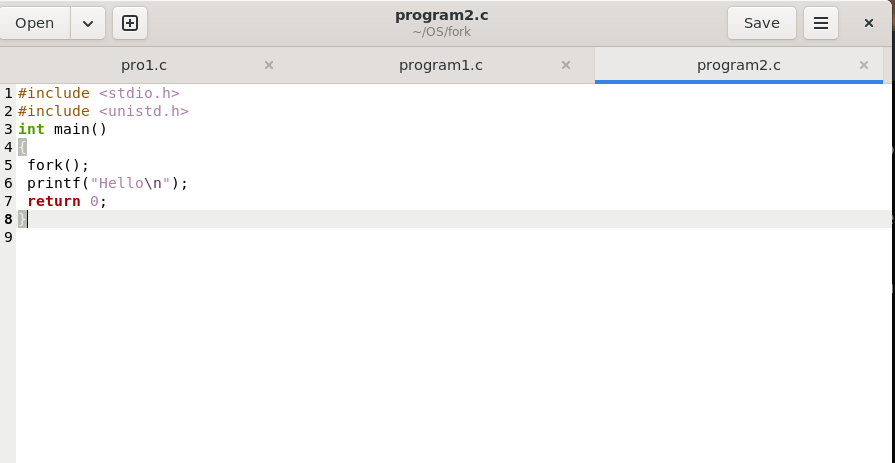 Open
program2.c
~/OS/fork
Save
pro1.c
program1.c
program2.c
1 #include <stdio.h>
2 #include <unistd.h>
3 int main()
4 {
5  fork();
6  printf("Hello\n");
7  return 0;
8 }
9